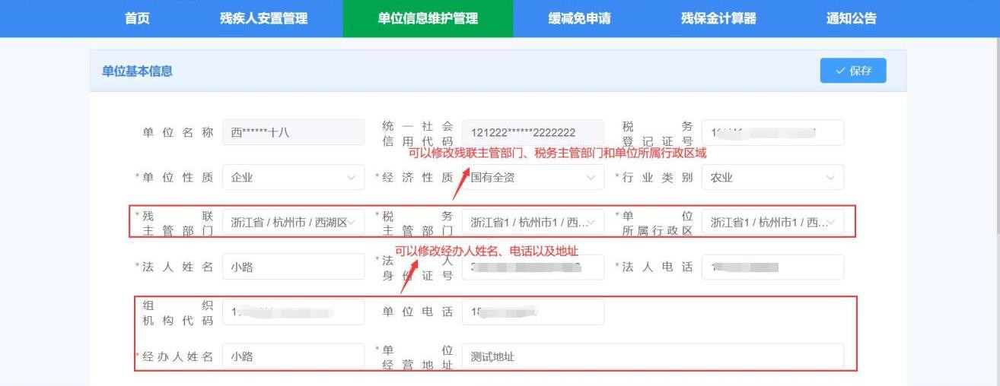 首页 残疾人安置管理 单位信息维护管理 缓减免申请 残保金计算器 通知公告
单位基本信息 保存
单位名称 西******十八 统一社会信用代码 121222******2222222 税务登记证号
可以修改残联主管部门、税务主管部门和单位所属行政区域
*单位性质 企业 *经济性质 国有全资 *行业类别 农业
*残联主管部门 浙江省 / 杭州市 / 西湖区 *税务主管部门 浙江省1 / 杭州市1 / 西... *单位所属行政区 浙江省1 / 杭州市1 / 西...
可以修改经办人姓名、电话以及地址
*法人姓名 小路 *法人身份证号 *法人电话
组织机构代码 单位电话 18
*经办人姓名 小路 *单位经营地址 测试地址